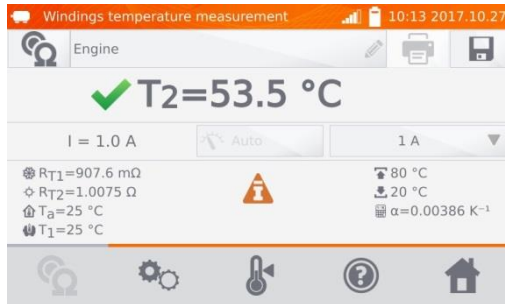 Windings temperature measurement 10:13 2017.10.27
Engine
T2=53.5 °C
I = 1.0 A Auto 1 A
RT1=907.6 mΩ 80 °C
RT2=1.0075 Ω 20 °C
Ta=25 °C α=0.00386 K⁻¹
T1=25 °C